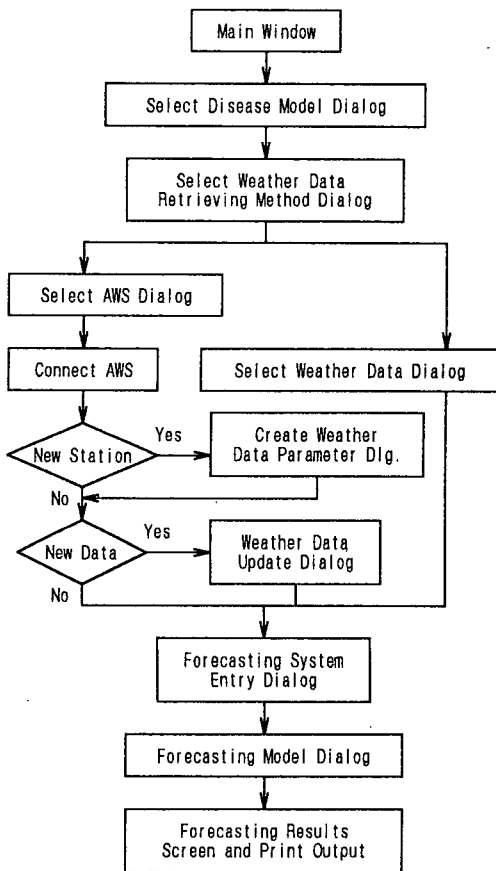 Main Window
Select Disease Model Dialog
Select Weather Data
Retrieving Method Dialog
Select AWS Dialog
Connect AWS
Select Weather Data Dialog
New Station
Yes
Create Weather
Data Parameter Dlg.
No
New Data
Yes
Weather Data
Update Dialog
No
Forecasting System
Entry Dialog
Forecasting Model Dialog
Forecasting Results
Screen and Print Output